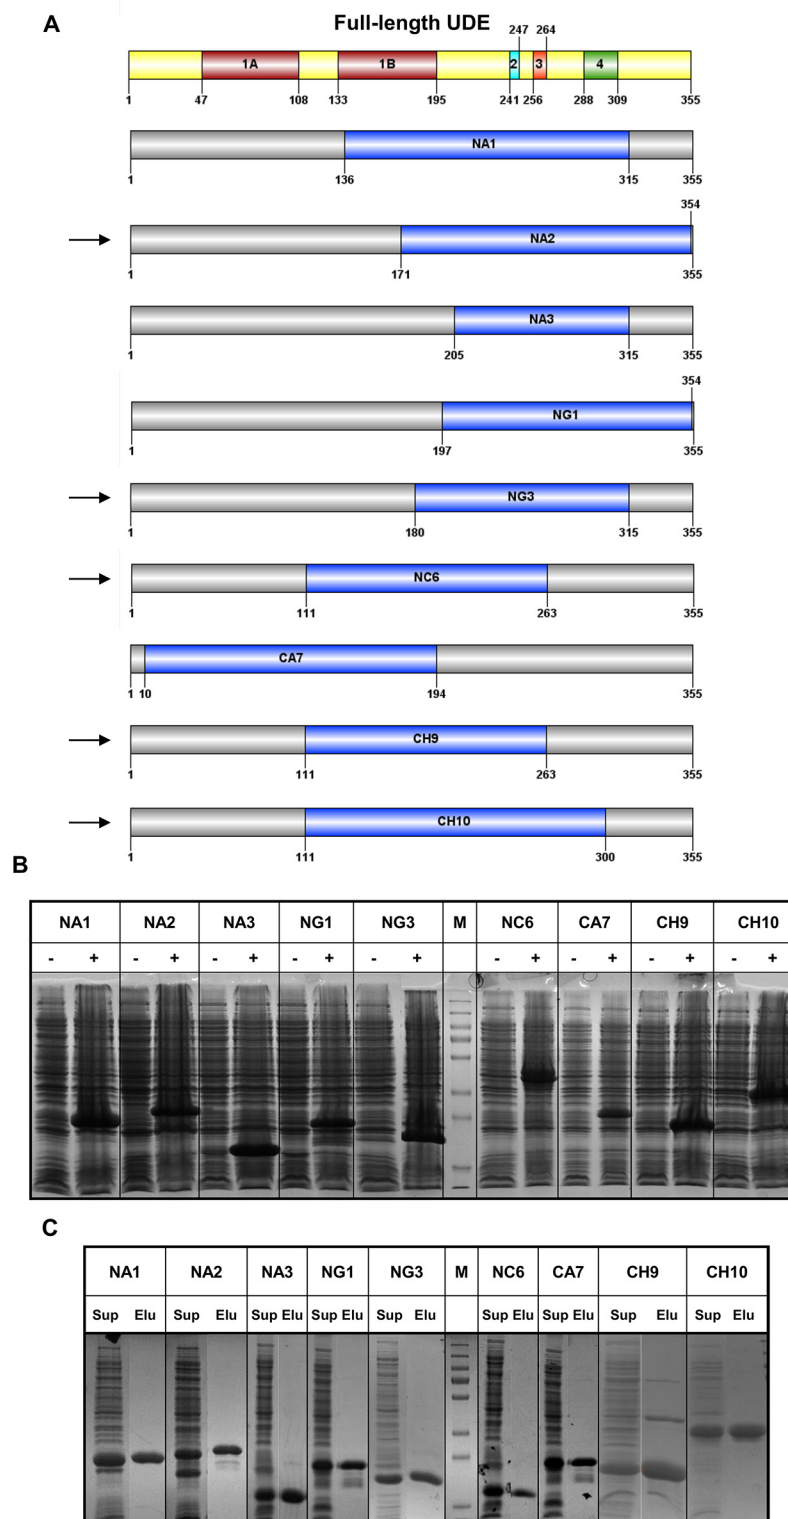 A
Full-length UDE
247 264
1A 1B 2 3 4
1 47 108 133 195 241 256 288 309 355
NA1
1 136 315 355
354
NA2
1 171 355
NA3
1 205 315 355
354
NG1
1 197 355
NG3
1 180 315 355
NC6
1 111 263 355
CA7
1 10 194 355
CH9
1 111 263 355
CH10
1 111 300 355
B
NA1 NA2 NA3 NG1 NG3 M NC6 CA7 CH9 CH10
- + - + - + - + - + - + - + - + - +
C
NA1 NA2 NA3 NG1 NG3 M NC6 CA7 CH9 CH10
Sup Elu Sup Elu Sup Elu Sup Elu Sup Elu Sup Elu Sup Elu Sup Elu Sup Elu